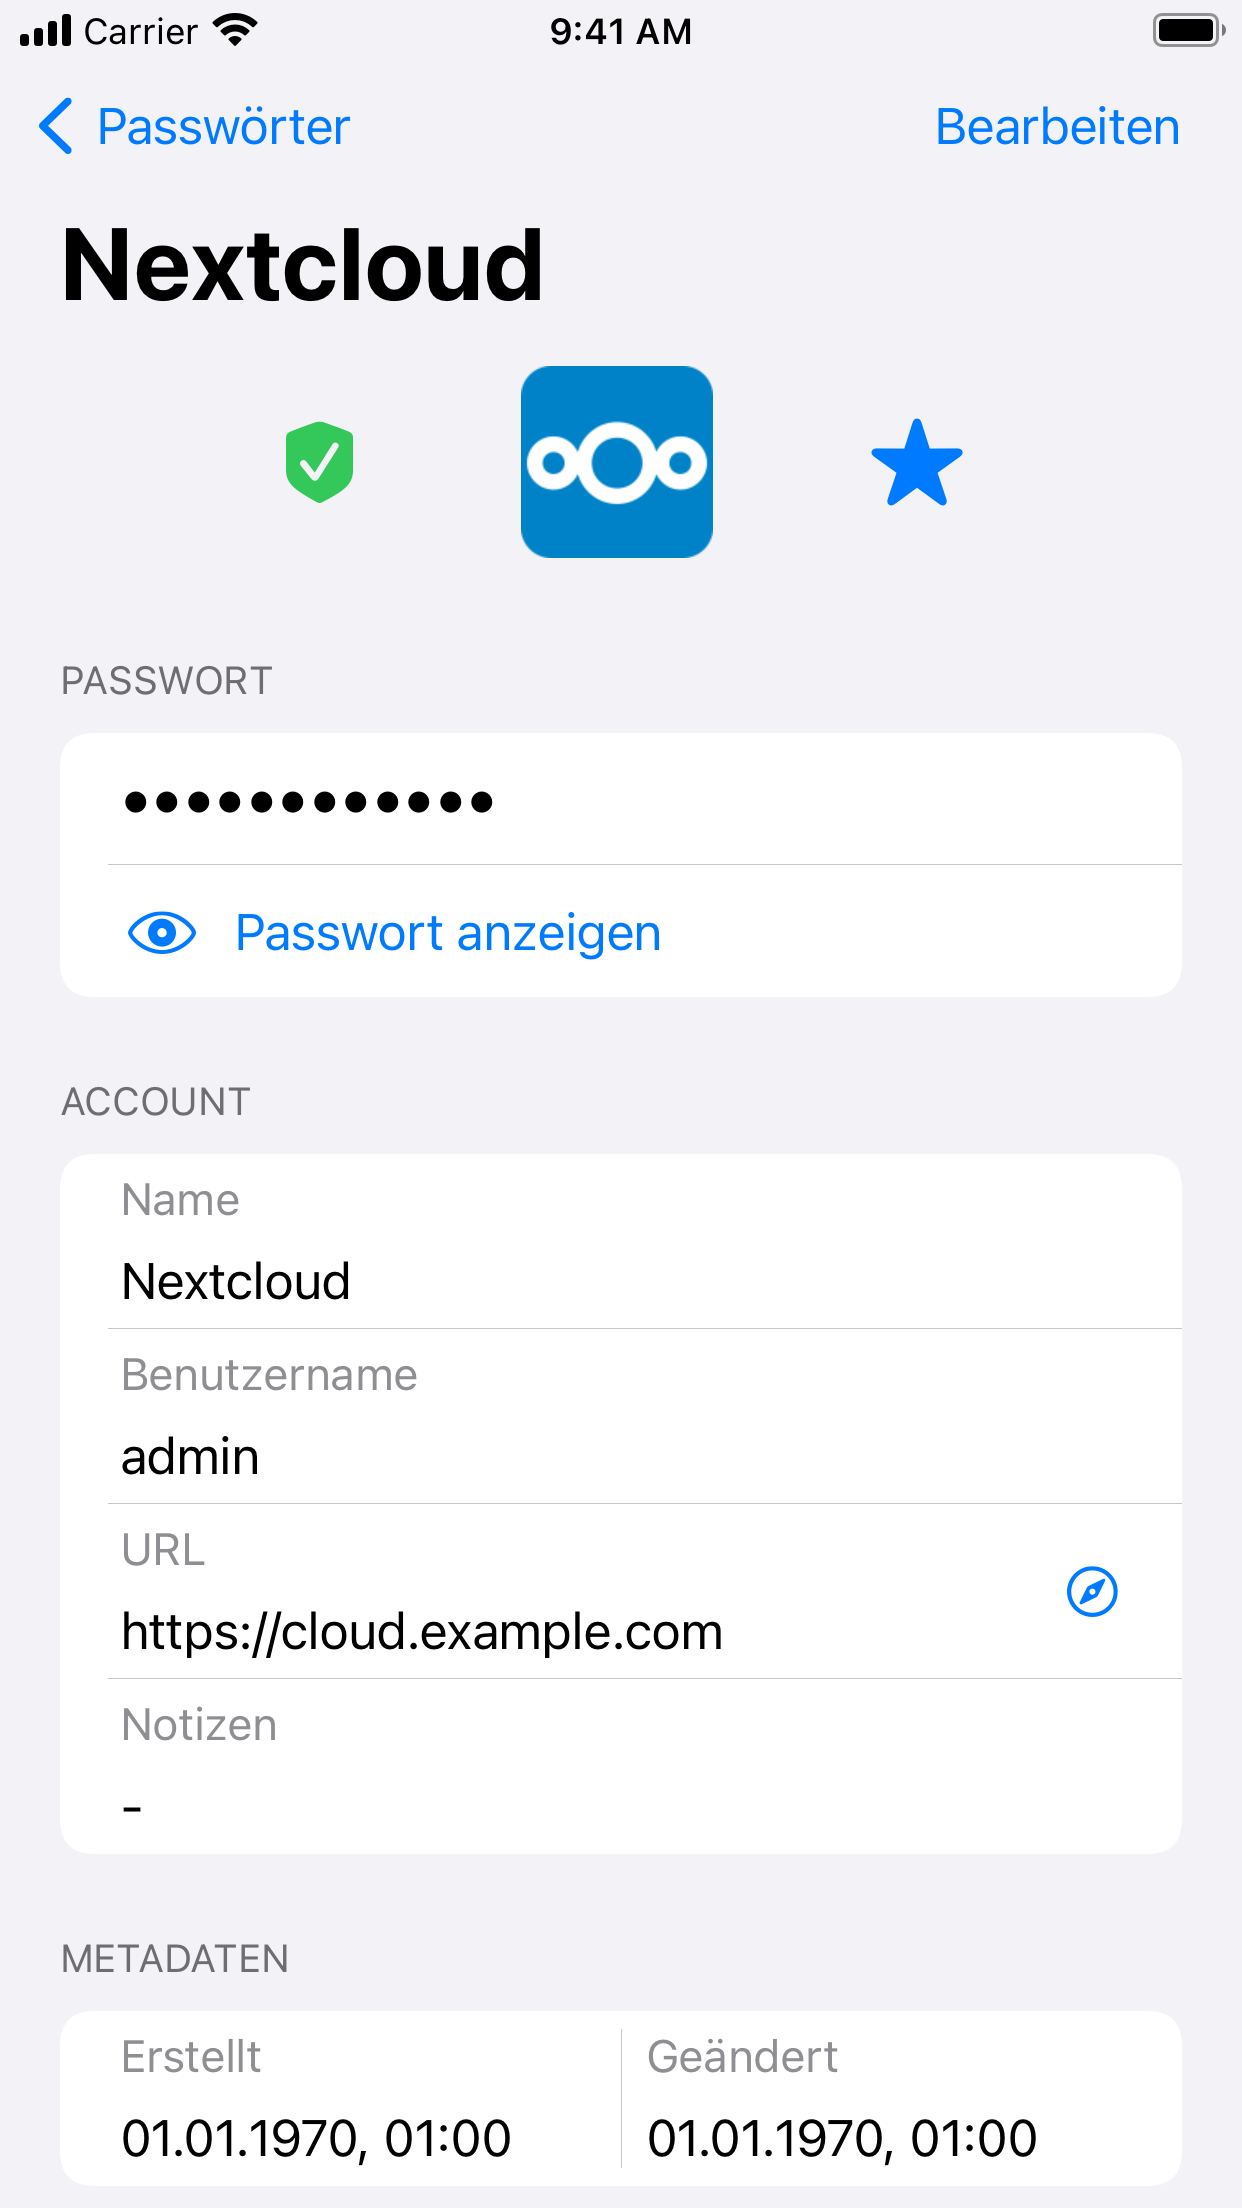 Carrier 9:41 AM
Passwörter Bearbeiten
Nextcloud
PASSWORT
••••••••••••
Passwort anzeigen
ACCOUNT
Name
Nextcloud
Benutzername
admin
URL
https://cloud.example.com
Notizen
-
METADATEN
Erstellt Geändert
01.01.1970, 01:00 01.01.1970, 01:00